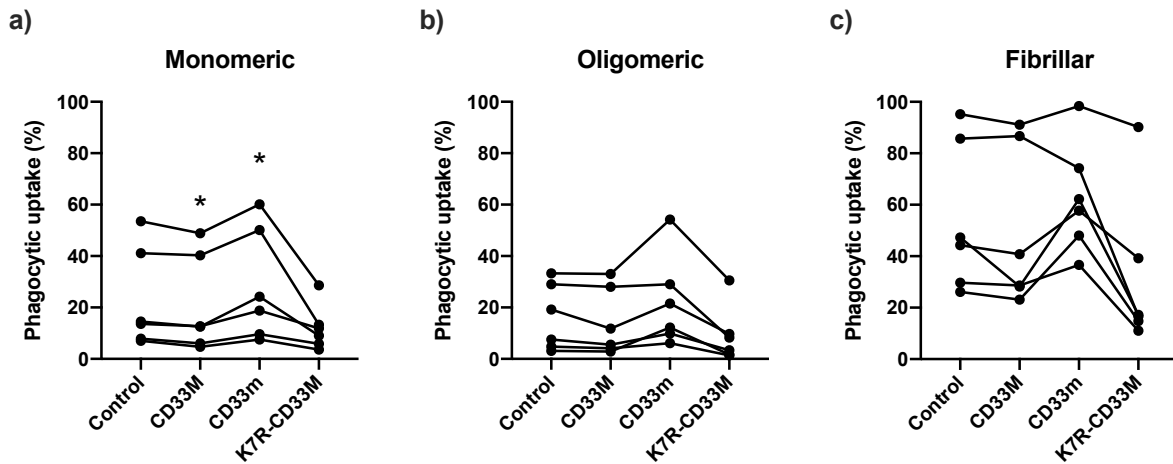 a)
Monomeric
Phagocytic uptake (%)
100
80
60
40
20
0
*
*
Control
CD33M
CD33m
K7R-CD33M
b)
Oligomeric
Phagocytic uptake (%)
100
80
60
40
20
0
Control
CD33M
CD33m
K7R-CD33M
c)
Fibrillar
Phagocytic uptake (%)
100
80
60
40
20
0
Control
CD33M
CD33m
K7R-CD33M